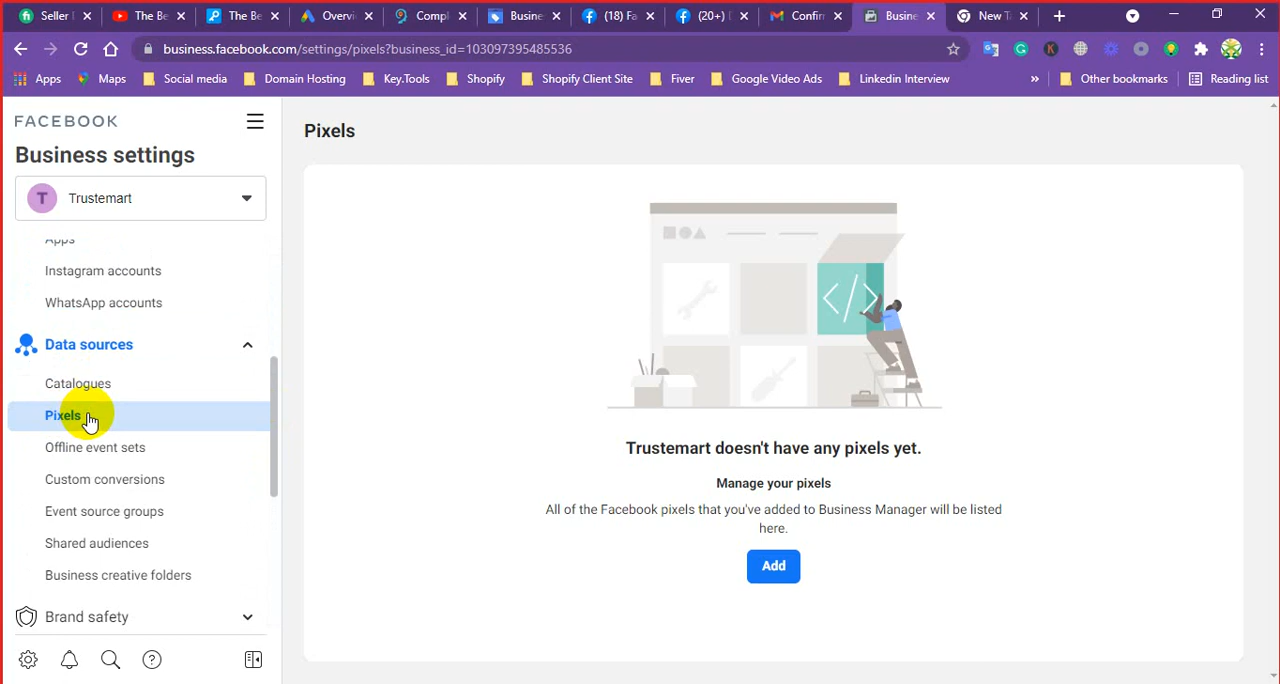 Seller
The Be
The Be
Overvi
Compl
Busine
(18) Fa
(20+)
Confirm
Busine
New Ta
business.facebook.com/settings/pixels?business_id=103097395485536
Apps
Maps
Social media
Domain Hosting
Key.Tools
Shopify
Shopify Client Site
Fiver
Google Video Ads
Linkedin Interview
»
Other bookmarks
Reading list
FACEBOOK
Business settings
T
Trustemart
Apps
Instagram accounts
WhatsApp accounts
Data sources
Catalogues
Pixels
Offline event sets
Custom conversions
Event source groups
Shared audiences
Business creative folders
Brand safety
Pixels
Trustemart doesn't have any pixels yet.
Manage your pixels
All of the Facebook pixels that you've added to Business Manager will be listed
here.
Add